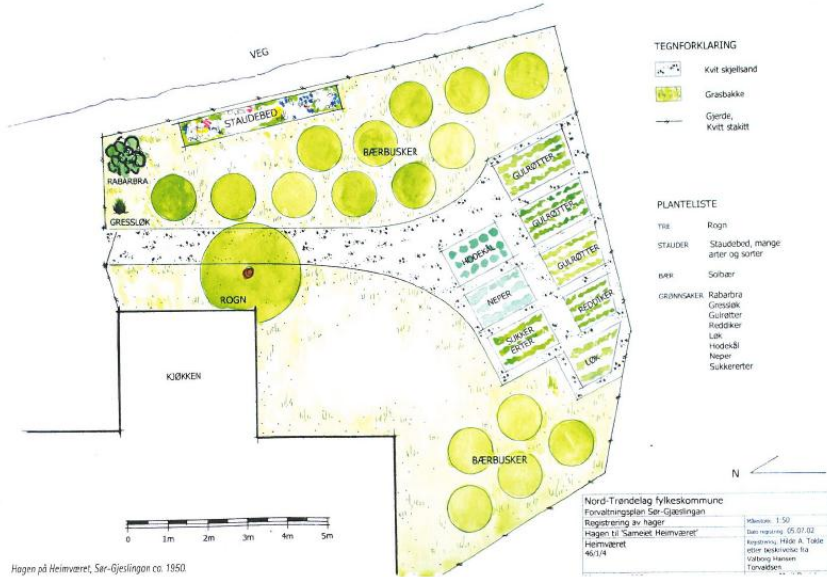 VEG
STAUDEBED
BÆRBUSKER
RABARBRA
GRESSLØK
ROGN
KJØKKEN
GULRØTTER
GULRØTTER
GULRØTTER
REDDIKER
LØK
HODEKÅL
NEPER
SUKKER
ERTER
BÆRBUSKER
0m 1m 2m 3m 4m 5m
Hagen på Heimværet, Sør-Gjeslingan ca. 1950.
TEGNFORKLARING
Kvit skjellsand
Grasbakke
Gjerde,
Kvitt stakitt
PLANTELISTE
TRE Rogn
STAUDER Staudebed, mange
arter og sorter
BÆR Solbær
GRØNNSAKER Rabarbra
Gressløk
Gulrøtter
Reddiker
Løk
Hodekål
Neper
Sukkererter
N
Nord-Trøndelag fylkeskommune
Forvaltningsplan Sør-Gjæslingan
Registrering av hager
Hagen til "Sameiet Heimværet"
Heimværet
46/1/4
Målestokk: 1:50
Dato registrering: 05.07.02
Registrering: Hilde A. Tokle
etter beskrivelse fra
Valborg Hansen
Torvaldsen